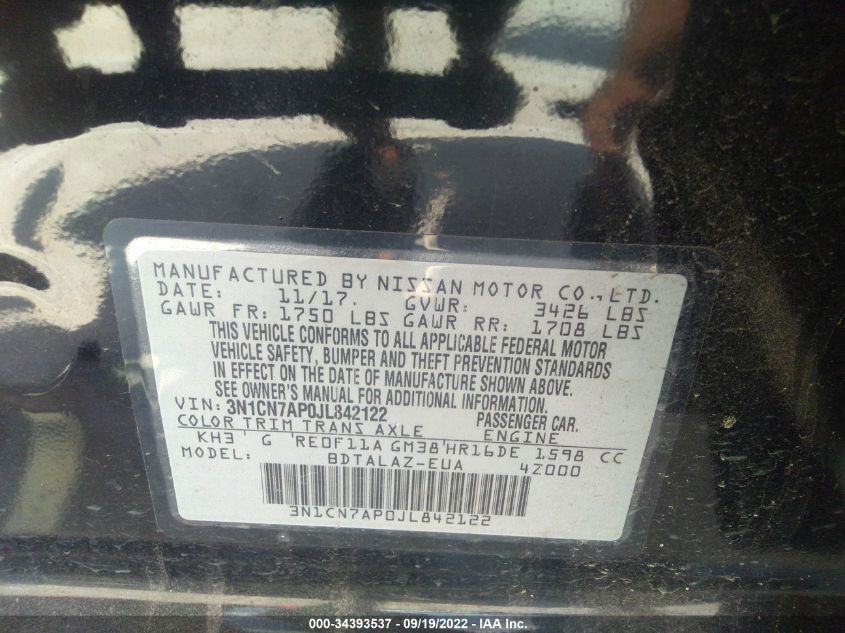 MANUFACTURED BY NISSAN MOTOR CO., LTD.
DATE: 11/17. GVWR: 3426 LBS
GAWR FR: 1750 LBS GAWR RR: 1708 LBS
THIS VEHICLE CONFORMS TO ALL APPLICABLE FEDERAL MOTOR
VEHICLE SAFETY, BUMPER AND THEFT PREVENTION STANDARDS
IN EFFECT ON THE DATE OF MANUFACTURE SHOWN ABOVE.
SEE OWNER'S MANUAL FOR ADDITIONAL INFORMATION
VIN: 3N1CN7AP0JL842122 PASSENGER CAR.
COLOR TRIM TRANS AXLE ENGINE
KH3 G 'RE0F11A GM38'HR16DE 1598 CC
MODEL: BDTALAZ-EUA 4Z000
3N1CN7AP0JL842122
000-34393537 - 09/19/2022 - IAA Inc.